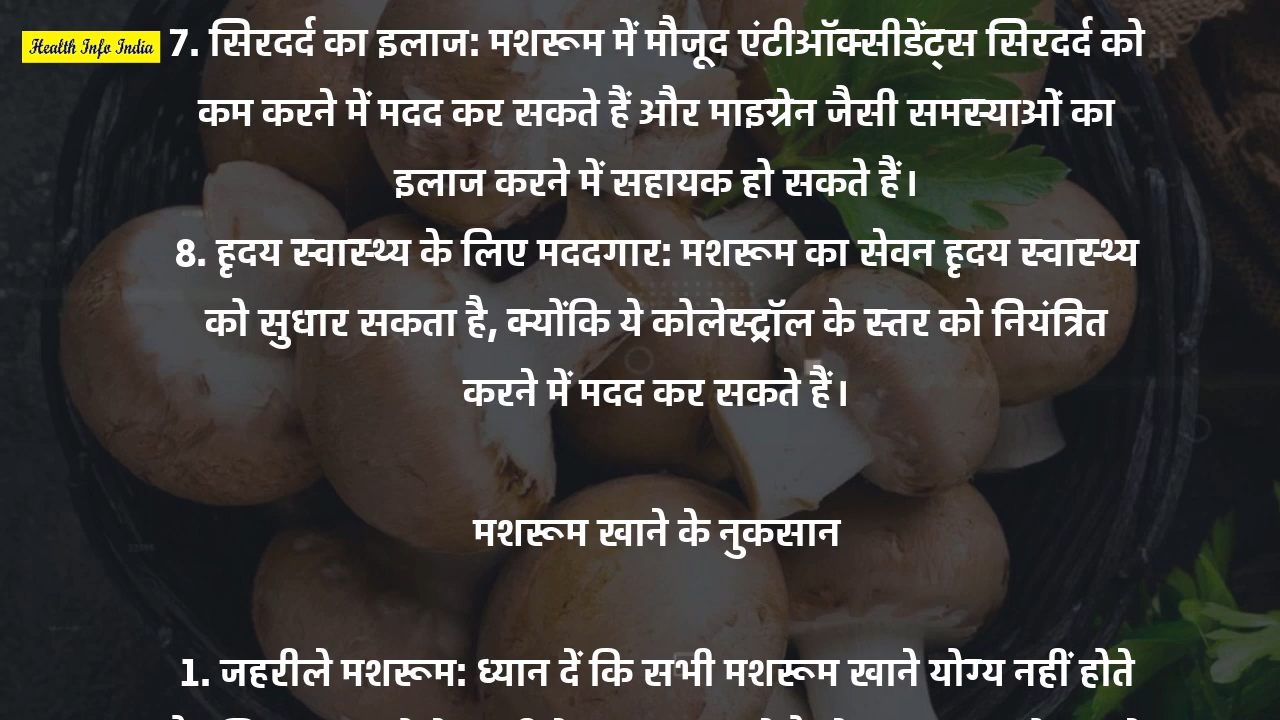 Health Info India
7. सिरदर्द का इलाज: मशरूम में मौजूद एंटीऑक्सीडेंट्स सिरदर्द को
कम करने में मदद कर सकते हैं और माइग्रेन जैसी समस्याओं का
इलाज करने में सहायक हो सकते हैं।
8. हृदय स्वास्थ्य के लिए मददगार: मशरूम का सेवन हृदय स्वास्थ्य
को सुधार सकता है, क्योंकि ये कोलेस्ट्रॉल के स्तर को नियंत्रित
करने में मदद कर सकते हैं।
मशरूम खाने के नुकसान
1. जहरीले मशरूम: ध्यान दें कि सभी मशरूम खाने योग्य नहीं होते